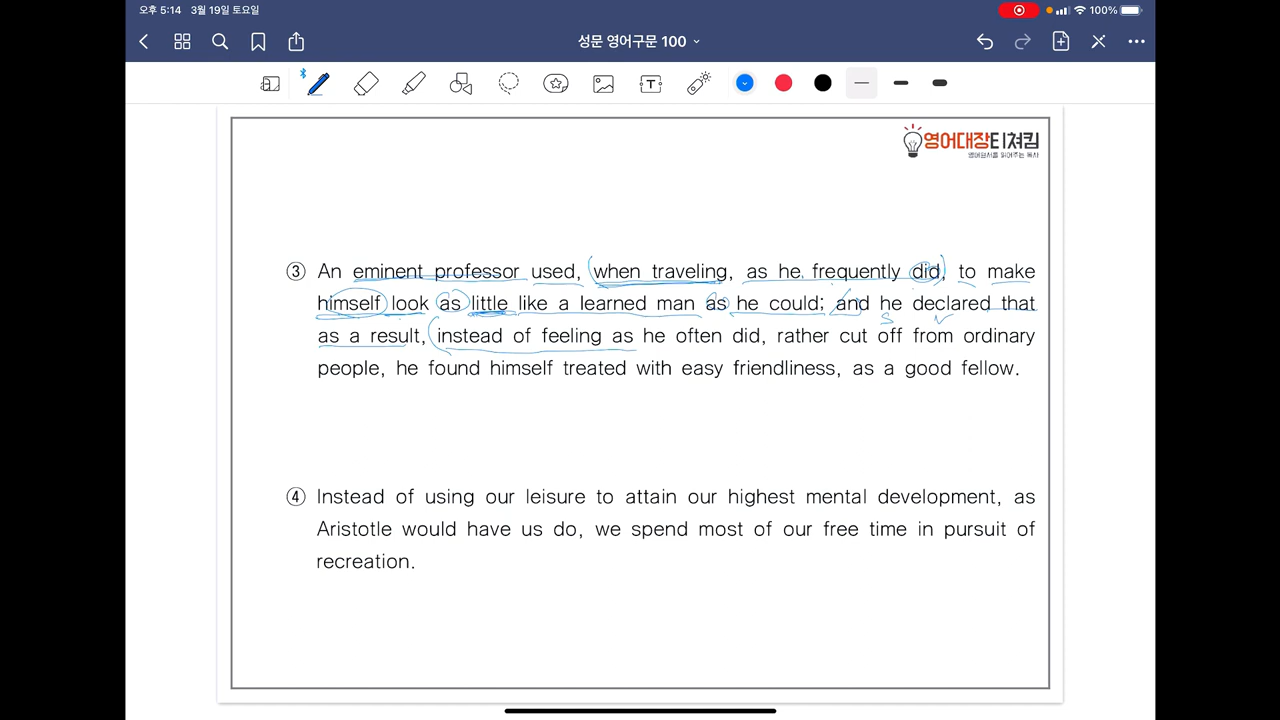 오후 5:14 3월 19일 토요일
100%
성문 영어구문 100
T
영어대장티쳐킴
③ An eminent professor used, when traveling, as he frequently did, to make
himself look as little like a learned man as he could; and he declared that
S V
as a result, instead of feeling as he often did, rather cut off from ordinary
people, he found himself treated with easy friendliness, as a good fellow.
④ Instead of using our leisure to attain our highest mental development, as
Aristotle would have us do, we spend most of our free time in pursuit of
recreation.